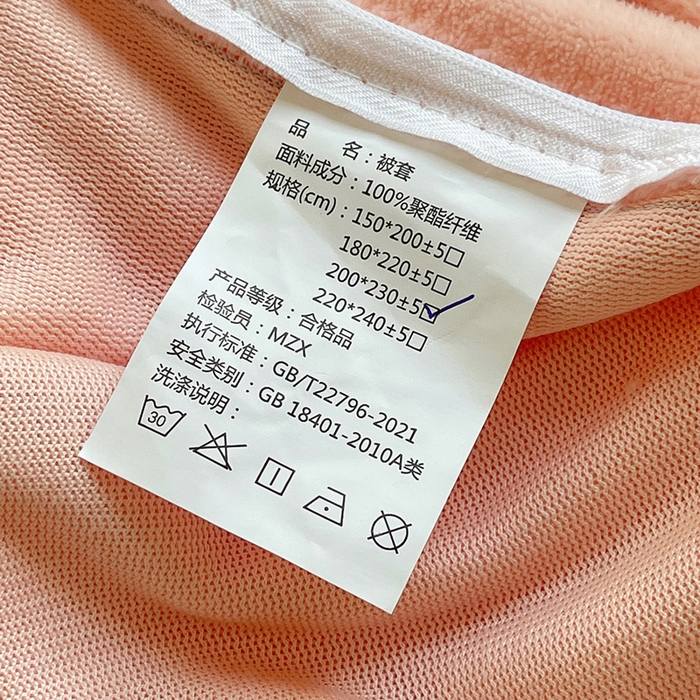 品 名：被套
面料成分：100%聚酯纤维
规格(cm)：150*200±5□
180*220±5□
200*230±5☑
220*240±5□
产品等级：合格品
检验员：MZX
执行标准：GB/T22796-2021
安全类别：GB 18401-2010A类
洗涤说明：
30